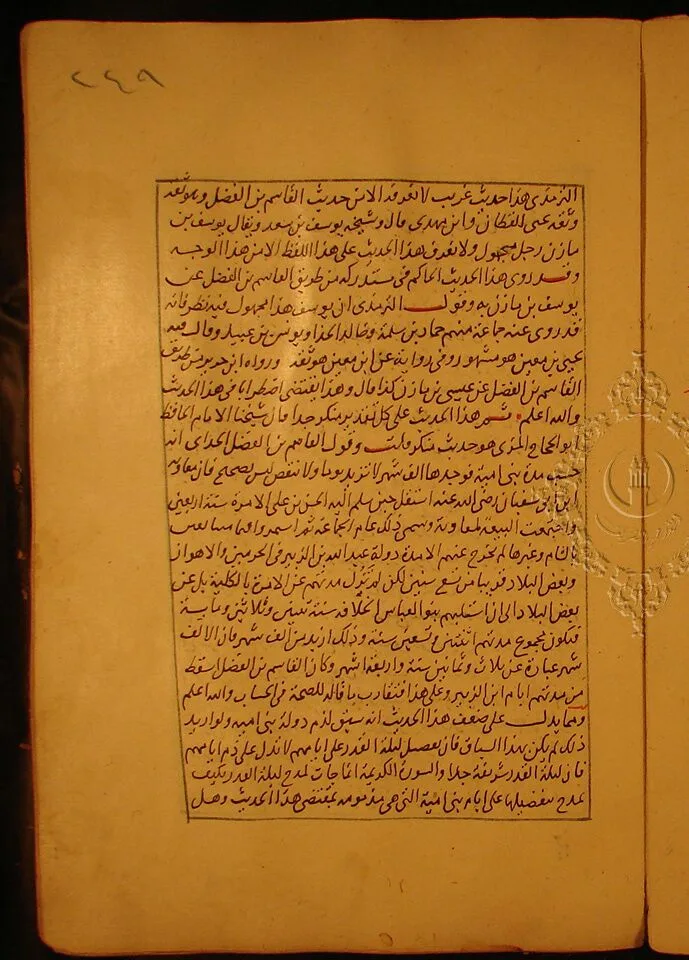 ٢٤٩
الترمذي هذا حديث غريب لا نعرفه الا من حديث القاسم بن الفضل وهو ثقة
وثقه يحيى القطان وابن مهدي قال وشيخه يوسف بن سعد ويقال يوسف بن
مازن رجل مجهول ولا يعرف هذا الحديث على هذا اللفظ الا من هذا الوجه
وقد روى هذا الحديث الحاكم في مستدركه من طريق القاسم بن الفضل عن
يوسف بن مازن به وقول الترمذي ان يوسف هذا مجهول فيه نظر فانه
قد روى عنه جماعة منهم حماد بن سلمة وخالد الحذا ويونس بن عبيد وقال فيه
يحيى بن معين هو مشهور وفي رواية عن ابن معين هو ثقة ورواه ابن جرير من طريق
القاسم بن الفضل عن عيسى بن مازن كذا قال وهذا يقتضي اضطرابا في هذا الحديث
والله اعلم ثم هذا الحديث على كل تقدير منكر جدا قال شيخنا الامام الحافظ
ابو الحجاج المزي هو حديث منكر قلت وقول القاسم بن الفضل الحداني انه
حسب مدة بني امية فوجدها الف شهر لا تزيد يوما ولا تنقص ليس بصحيح فان معاوية
ابن ابي سفيان رضي الله عنه استقل حين سلم اليه الحسن بن علي الامرة سنة اربعين
واجتمعت البيعة لمعاوية وسمي ذلك عام الجماعة ثم استمروا فيها متتابعين
بالشام وغيرها لم تخرج عنهم الا مدة دولة عبد الله بن الزبير في الحرمين والاهواز
وبعض البلاد قريبا من تسع سنين لكن لم تزل مدتهم عن الامرة بالكلية بل عن
بعض البلاد الى ان استلبهم بنو العباس الخلافة سنة ثنتين وثلاثين وماية
فيكون مجموع مدتهم اثنتين وتسعين سنة وذلك ازيد من الف شهر فان الالف
شهر عبارة عن ثلاث وثمانين سنة واربعة اشهر وكان القاسم بن الفضل اسقط
من مدتهم ايام ابن الزبير وعلى هذا فتقارب ما قاله للصحة في الحساب والله اعلم
ومما يدل على ضعف هذا الحديث انه سيق لذم دولة بني امية ولو اريد
ذلك لم يكن بهذا السياق فان تفضيل ليلة القدر على ايامهم لا تدل على ذم ايامهم
فان ليلة القدر شريفة جدا والسورة الكريمة انما جات لمدح ليلة القدر فكيف
تمدح بتفضيلها على ايام بني امية التي هي مذمومه بمقتضى هذا الحديث وهل